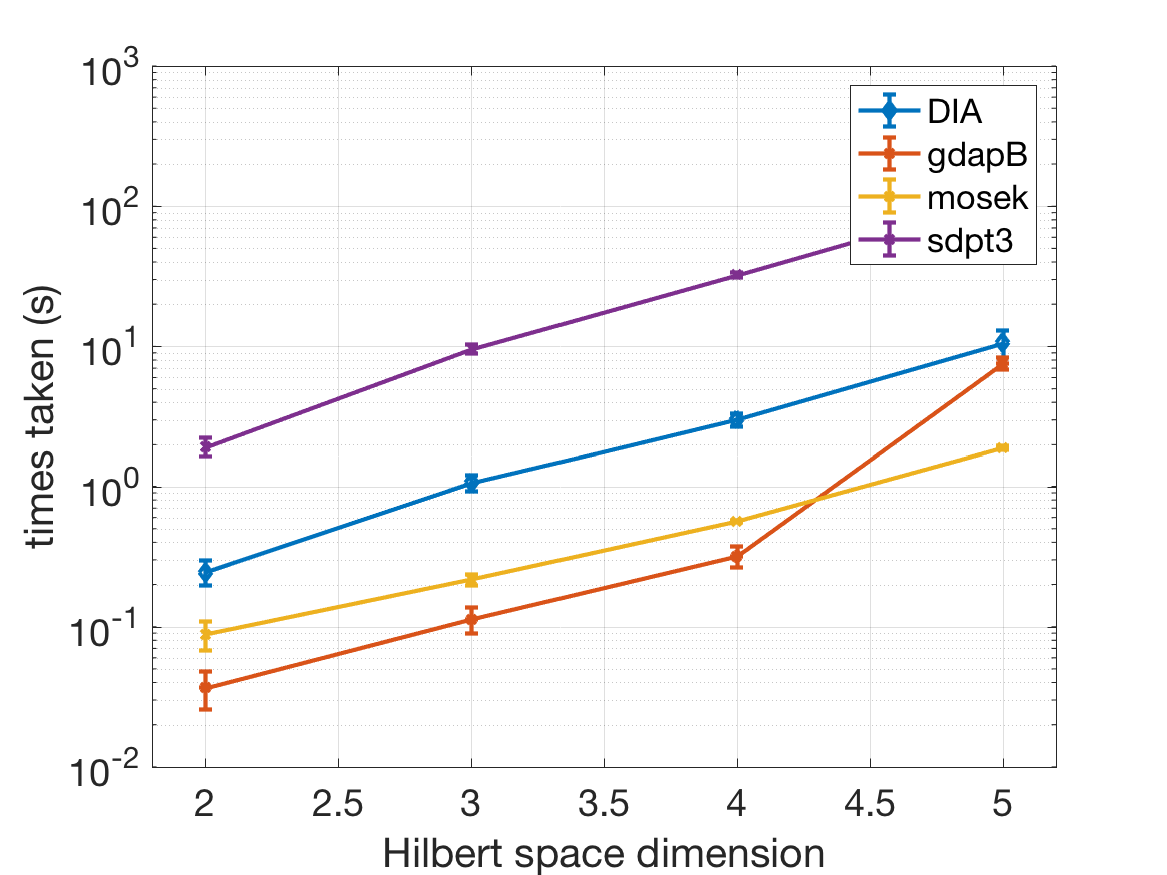 10^3
10^2
10^1
10^0
10^-1
10^-2
times taken (s)
DIA
gdapB
mosek
sdpt3
2 2.5 3 3.5 4 4.5 5
Hilbert space dimension